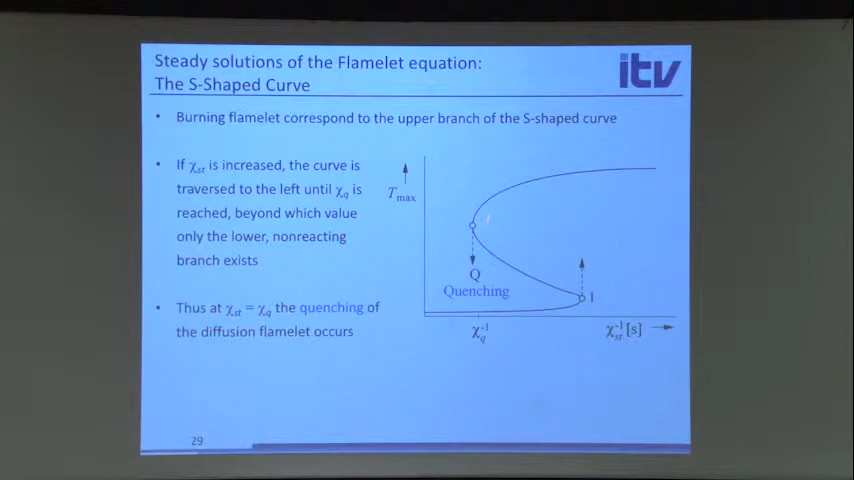 Steady solutions of the Flamelet equation:
The S-Shaped Curve
itv
• Burning flamelet correspond to the upper branch of the S-shaped curve
• If χst is increased, the curve is
traversed to the left until χq is
reached, beyond which value
only the lower, nonreacting
branch exists
• Thus at χst = χq the quenching of
the diffusion flamelet occurs
Tmax
Q
Quenching
I
χq⁻¹
χst⁻¹ [s]
29